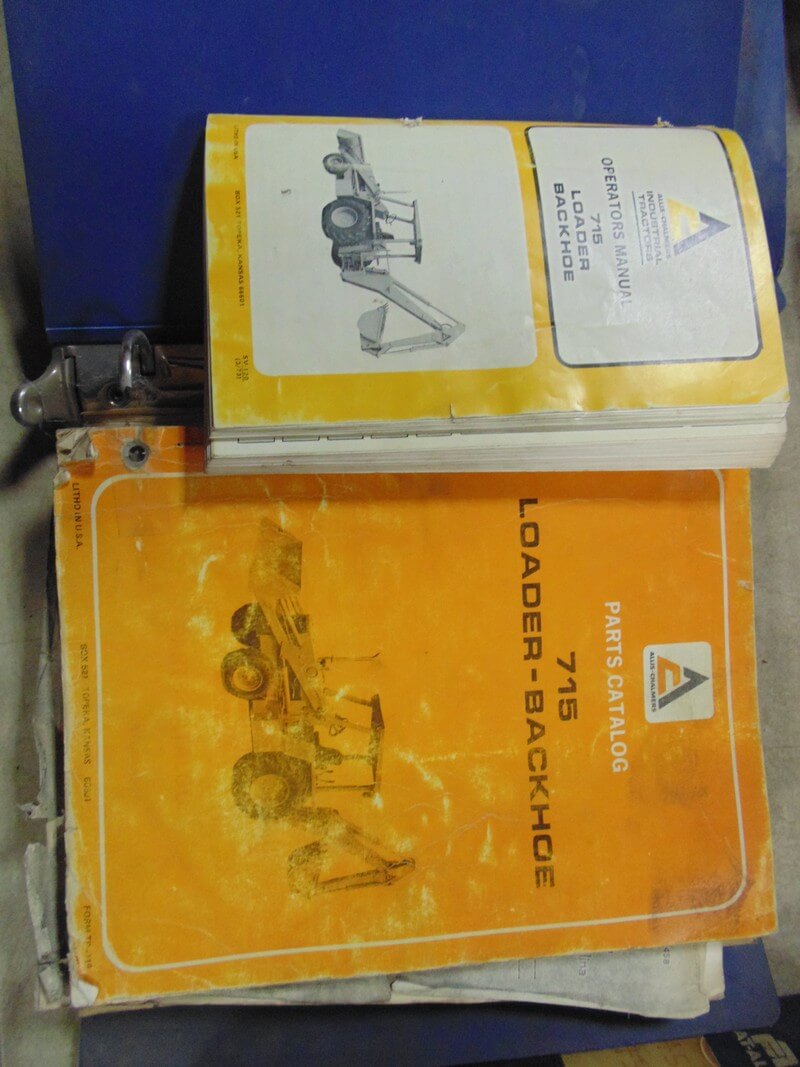 ALLIS-CHALMERS
INDUSTRIAL
TRACTORS
OPERATORS MANUAL
715
LOADER
BACKHOE
LITHO IN USA
BOX 521 TOPEKA, KANSAS 66601
ALLIS-CHALMERS
PARTS CATALOG
715
LOADER-BACKHOE
LITHO IN U.S.A.
BOX 521 TOPEKA, KANSAS 66601